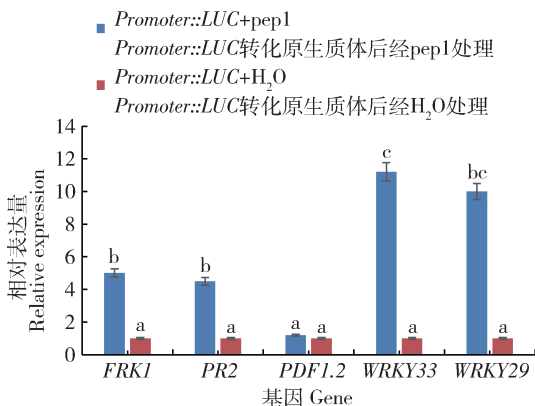 Promoter::LUC+pep1
Promoter::LUC转化原生质体后经pep1处理
Promoter::LUC+H₂O
Promoter::LUC转化原生质体后经H₂O处理
相对表达量
Relative expression
14
12
10
8
6
4
2
0
b a
b a
a a
c a
bc a
FRK1 PR2 PDF1.2 WRKY33 WRKY29
基因 Gene